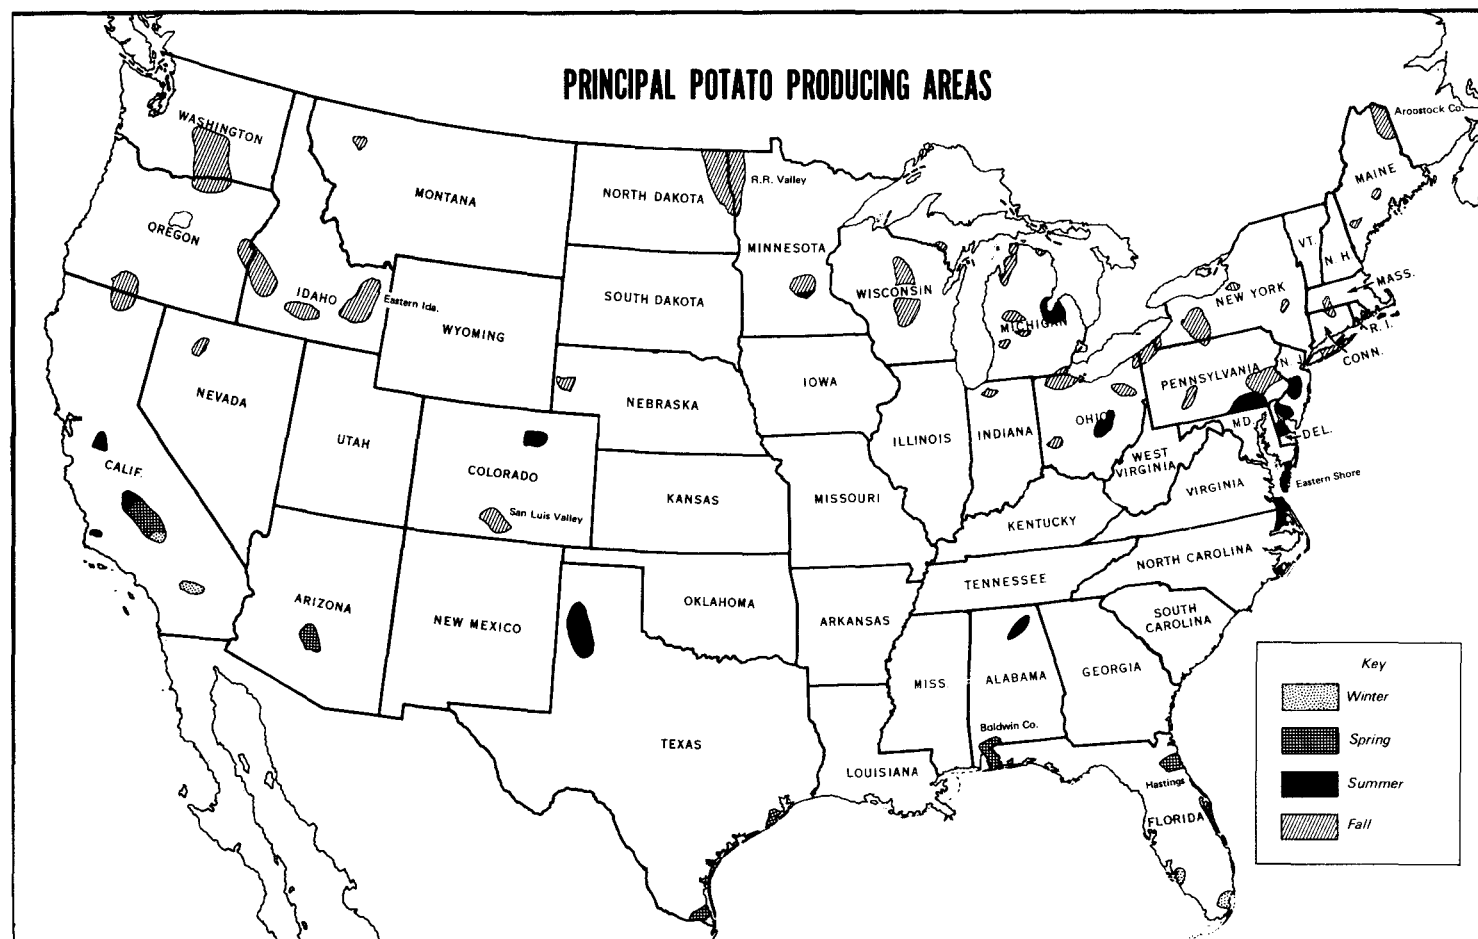 PRINCIPAL POTATO PRODUCING AREAS
Aroostock Co.
WASHINGTON
MAINE
MONTANA
NORTH DAKOTA
R.R. Valley
OREGON
MINNESOTA
VT.
N. H.
MASS.
IDAHO
Eastern Ida.
SOUTH DAKOTA
WISCONSIN
NEW YORK
WYOMING
MICHIGAN
R. I.
CONN.
NEVADA
NEBRASKA
IOWA
PENNSYLVANIA
N. J.
UTAH
COLORADO
ILLINOIS
INDIANA
OHIO
MD.
DEL.
CALIF.
KANSAS
MISSOURI
WEST
VIRGINIA
VIRGINIA
Eastern Shore
San Luis Valley
KENTUCKY
NORTH CAROLINA
ARIZONA
NEW MEXICO
OKLAHOMA
TENNESSEE
ARKANSAS
SOUTH
CAROLINA
MISS.
ALABAMA
GEORGIA
Baldwin Co.
TEXAS
LOUISIANA
Hastings
FLORIDA
Key
Winter
Spring
Summer
Fall